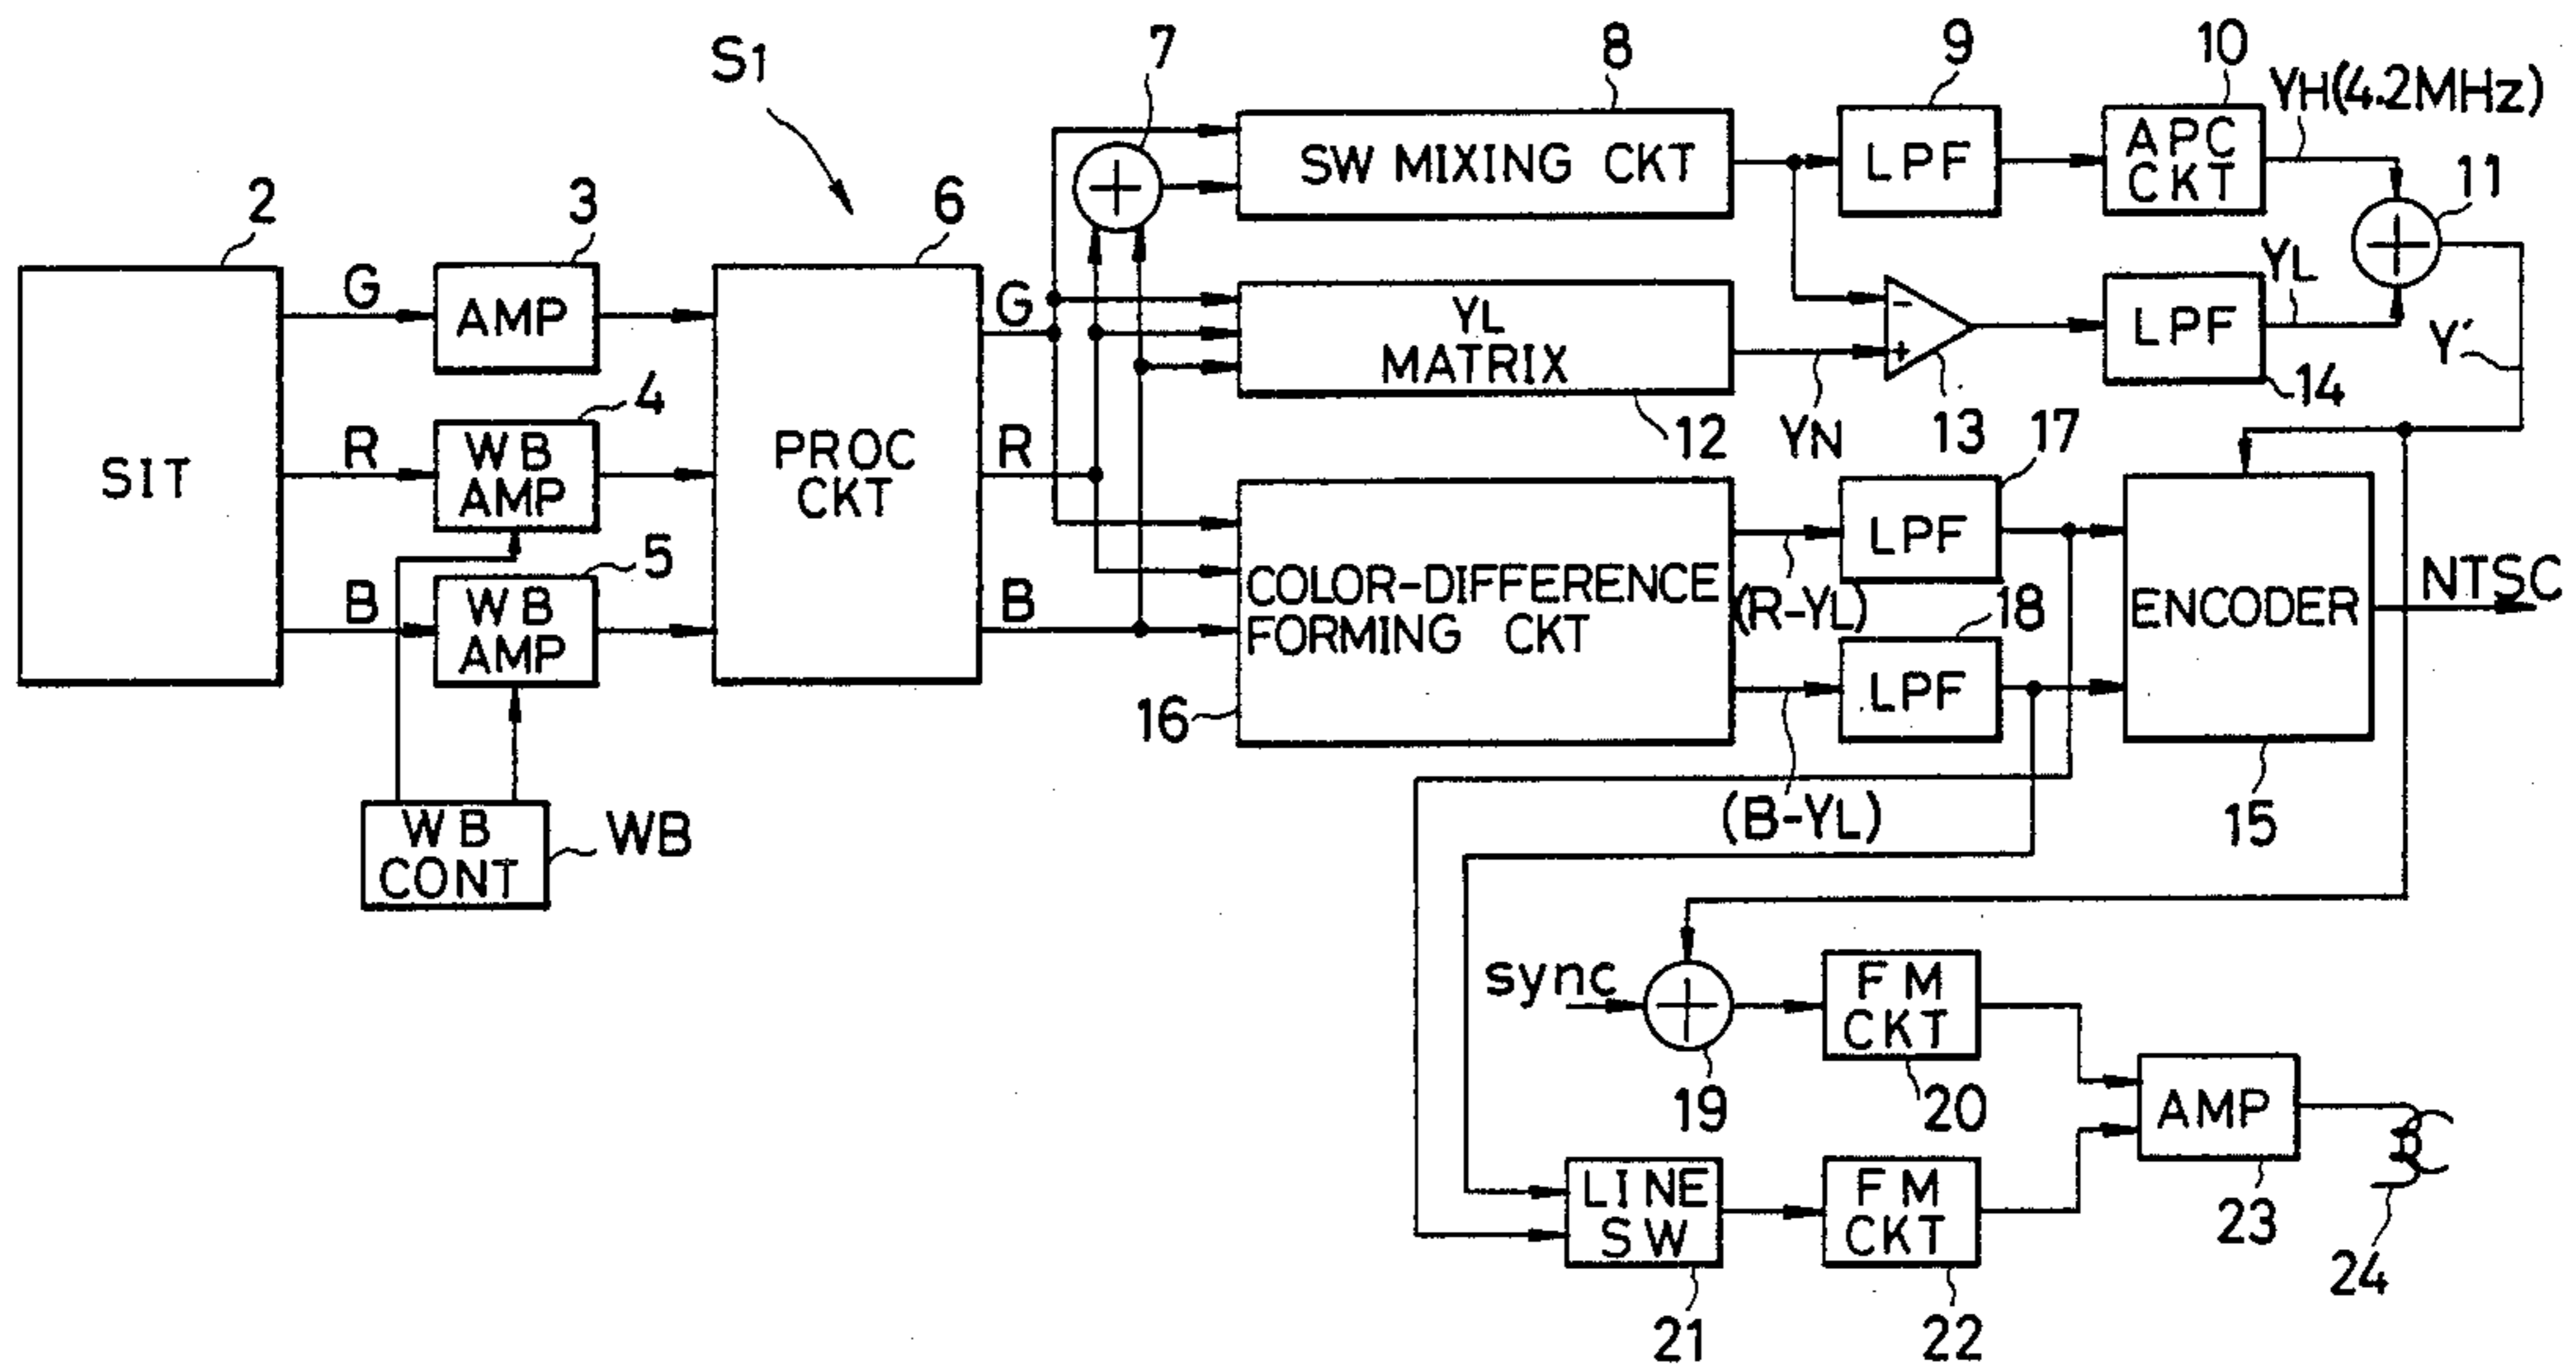 S1
2
3
4
5
6
7
8
9
10
YH(4.2MHz)
11
SIT
G
R
B
AMP
WB
AMP
WB
AMP
WB
CONT
WB
PROC
CKT
G
R
B
+
SW MIXING CKT
LPF
APC
CKT
+
YL
MATRIX
12
YN
-
+
13
LPF
14
YL
Y'
COLOR-DIFFERENCE
FORMING CKT
16
(R-YL)
(B-YL)
17
LPF
18
LPF
ENCODER
15
NTSC
sync
+
19
FM
CKT
20
LINE
SW
21
FM
CKT
22
AMP
23
24